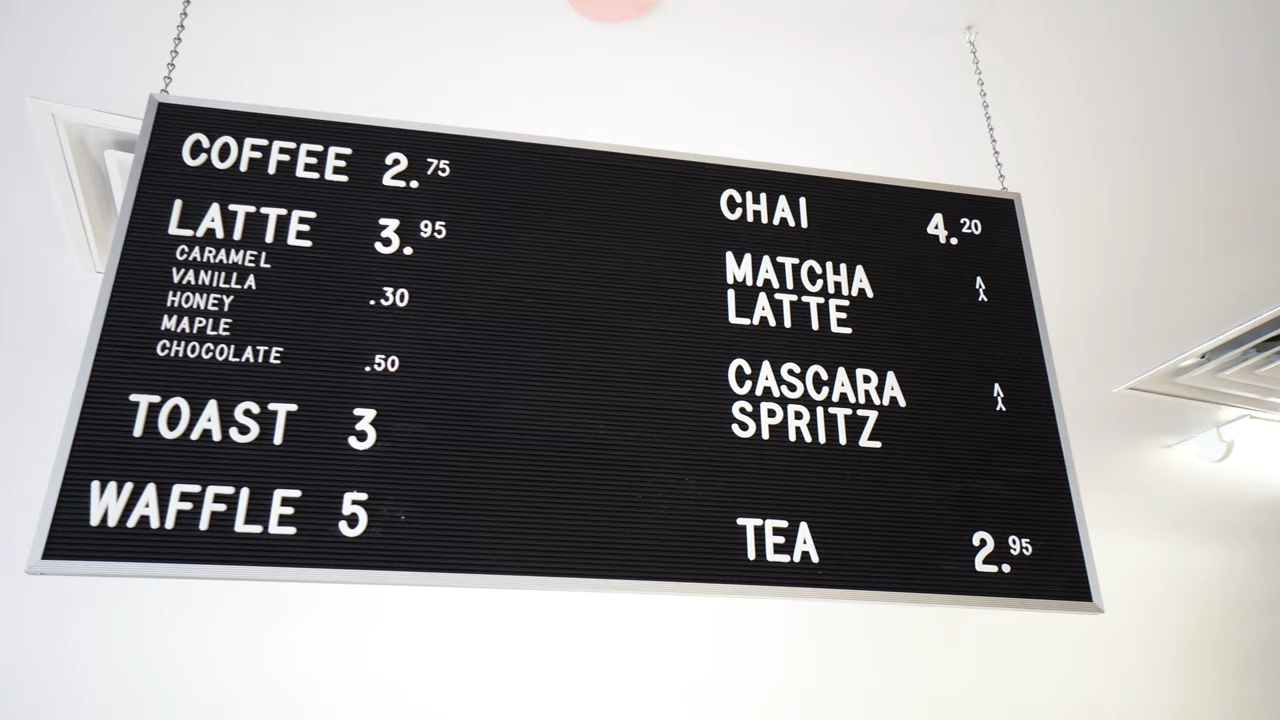 COFFEE 2.75
LATTE 3.95
CARAMEL
VANILLA
HONEY .30
MAPLE
CHOCOLATE .50
TOAST 3
WAFFLE 5
CHAI 4.20
MATCHA
LATTE
CASCARA
SPRITZ
TEA 2.95